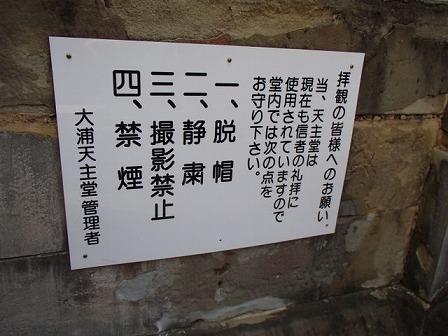 拝観の皆様へのお願い。
当、天主堂は
現在も信者の礼拝に
使用されていますので
堂内では次の点を
お守り下さい。
一、脱帽
二、静粛
三、撮影禁止
四、禁煙
大浦天主堂管理者